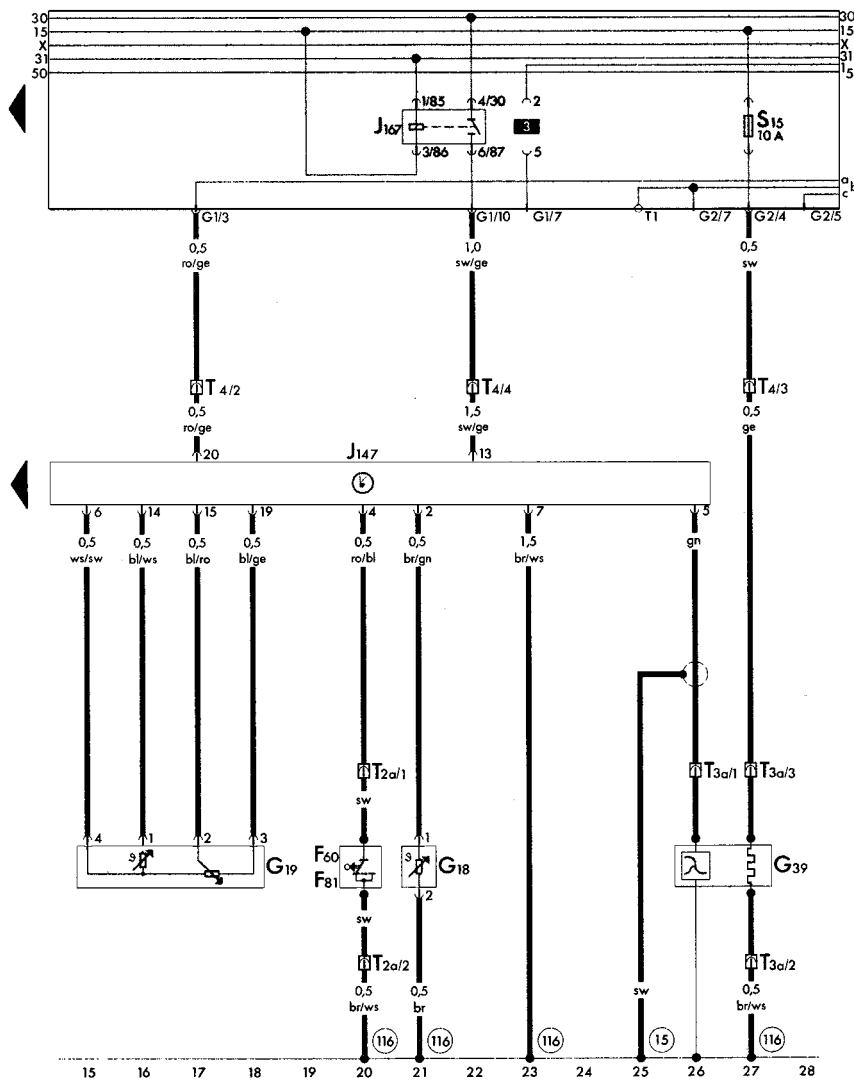 30 30
15 15
X X
31 31
50 15
1/85 4/30 2
J167 3 S15
10 A
3/86 6/87 5
a
b
c
G1/3 G1/10 G1/7 T1 G2/7 G2/4 G2/5
0,5 1,0 0,5
ro/ge sw/ge sw
T 4/2 T4/4 T4/3
0,5 1,5 0,5
ro/ge sw/ge ge
20 J147 13
6 14 15 19 4 2 7 5
0,5 0,5 0,5 0,5 0,5 0,5 1,5 gn
ws/sw bl/ws bl/ro bl/ge ro/bl br/gn br/ws
T2a/1 T3a/1 T3a/3
sw
4 1 2 3 1
G19 F60 G18 G39
F81
2
sw
T2a/2 T3a/2
0,5 0,5 sw 0,5
br/ws br br/ws
116 116 116 15 116
15 16 17 18 19 20 21 22 23 24 25 26 27 28